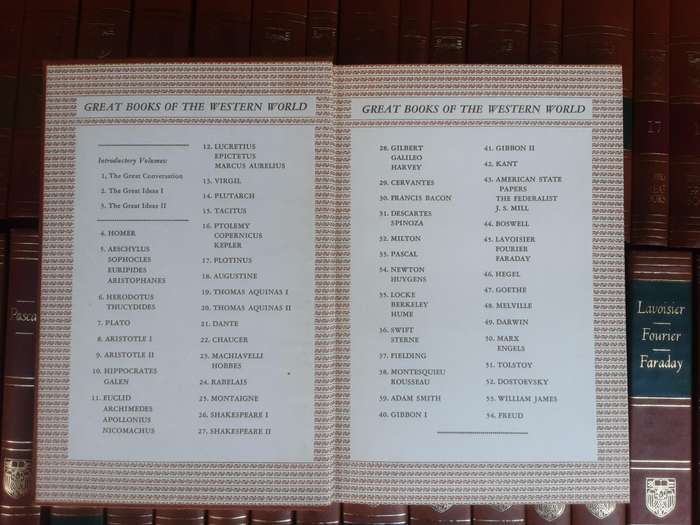 GREAT BOOKS OF THE WESTERN WORLD
Introductory Volumes:
1. The Great Conversation
2. The Great Ideas I
3. The Great Ideas II
4. HOMER
5. AESCHYLUS
SOPHOCLES
EURIPIDES
ARISTOPHANES
6. HERODOTUS
THUCYDIDES
7. PLATO
8. ARISTOTLE I
9. ARISTOTLE II
10. HIPPOCRATES
GALEN
11. EUCLID
ARCHIMEDES
APOLLONIUS
NICOMACHUS
12. LUCRETIUS
EPICTETUS
MARCUS AURELIUS
13. VIRGIL
14. PLUTARCH
15. TACITUS
16. PTOLEMY
COPERNICUS
KEPLER
17. PLOTINUS
18. AUGUSTINE
19. THOMAS AQUINAS I
20. THOMAS AQUINAS II
21. DANTE
22. CHAUCER
23. MACHIAVELLI
HOBBES
24. RABELAIS
25. MONTAIGNE
26. SHAKESPEARE I
27. SHAKESPEARE II
GREAT BOOKS OF THE WESTERN WORLD
28. GILBERT
GALILEO
HARVEY
29. CERVANTES
30. FRANCIS BACON
31. DESCARTES
SPINOZA
32. MILTON
33. PASCAL
34. NEWTON
HUYGENS
35. LOCKE
BERKELEY
HUME
36. SWIFT
STERNE
37. FIELDING
38. MONTESQUIEU
ROUSSEAU
39. ADAM SMITH
40. GIBBON I
41. GIBBON II
42. KANT
43. AMERICAN STATE
PAPERS
THE FEDERALIST
J. S. MILL
44. BOSWELL
45. LAVOISIER
FOURIER
FARADAY
46. HEGEL
47. GOETHE
48. MELVILLE
49. DARWIN
50. MARX
ENGELS
51. TOLSTOY
52. DOSTOEVSKY
53. WILLIAM JAMES
54. FREUD
Pasca
17
GREAT
BOOKS
Lavoisier
Fourier
Faraday